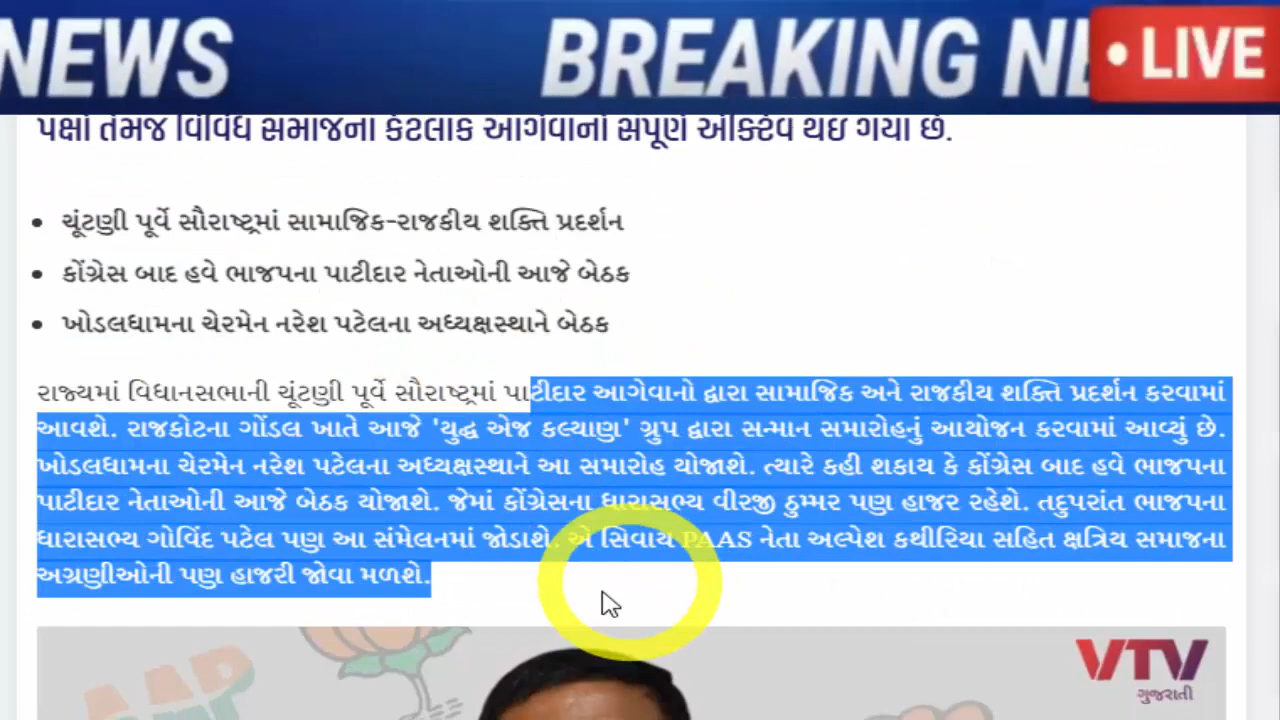 NEWS BREAKING NE • LIVE
પક્ષો તેમજ વિવિધ સમાજના કેટલાંક આગેવાનો સંપૂર્ણ એક્ટિવ થઇ ગયા છે.
• ચૂંટણી પૂર્વે સૌરાષ્ટ્રમાં સામાજિક-રાજકીય શક્તિ પ્રદર્શન
• કોંગ્રેસ બાદ હવે ભાજપના પાટીદાર નેતાઓની આજે બેઠક
• ખોડલધામના ચેરમેન નરેશ પટેલના અધ્યક્ષસ્થાને બેઠક
રાજ્યમાં વિધાનસભાની ચૂંટણી પૂર્વે સૌરાષ્ટ્રમાં પાટીદાર આગેવાનો દ્વારા સામાજિક અને રાજકીય શક્તિ પ્રદર્શન કરવામાં
આવશે. રાજકોટના ગોંડલ ખાતે આજે 'યુદ્ધ એજ કલ્યાણ' ગ્રુપ દ્વારા સન્માન સમારોહનું આયોજન કરવામાં આવ્યું છે.
ખોડલધામના ચેરમેન નરેશ પટેલના અધ્યક્ષસ્થાને આ સમારોહ યોજાશે. ત્યારે કહી શકાય કે કોંગ્રેસ બાદ હવે ભાજપના
પાટીદાર નેતાઓની આજે બેઠક યોજાશે. જેમાં કોંગ્રેસના ધારાસભ્ય વીરજી ઠુમ્મર પણ હાજર રહેશે. તદુપરાંત ભાજપના
ધારાસભ્ય ગોવિંદ પટેલ પણ આ સંમેલનમાં જોડાશે. એ સિવાય PAAS નેતા અલ્પેશ કથીરિયા સહિત ક્ષત્રિય સમાજના
અગ્રણીઓની પણ હાજરી જોવા મળશે.
AAP
VTV
ગુજરાતી